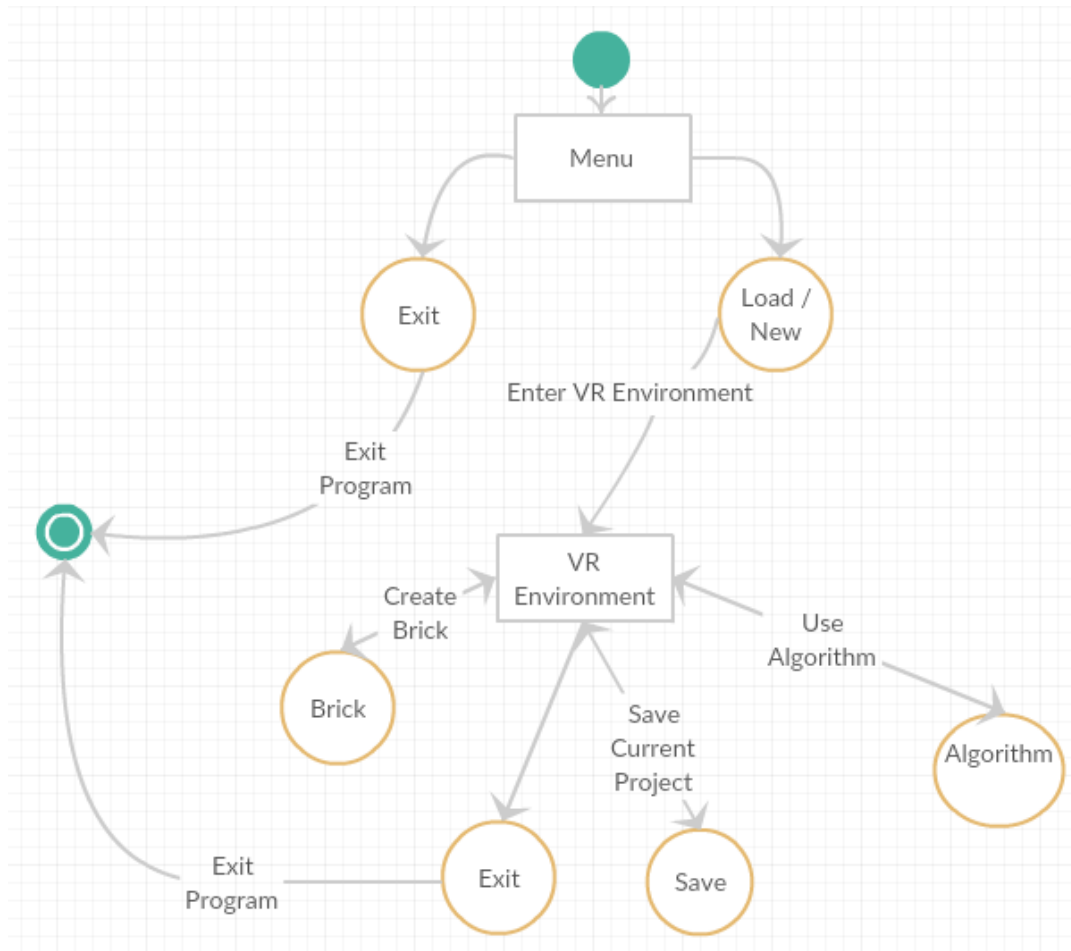 Menu
Exit
Load /
New
Enter VR Environment
Exit
Program
VR
Environment
Create
Brick
Use
Algorithm
Brick
Save
Current
Project
Algorithm
Exit
Program
Exit
Save